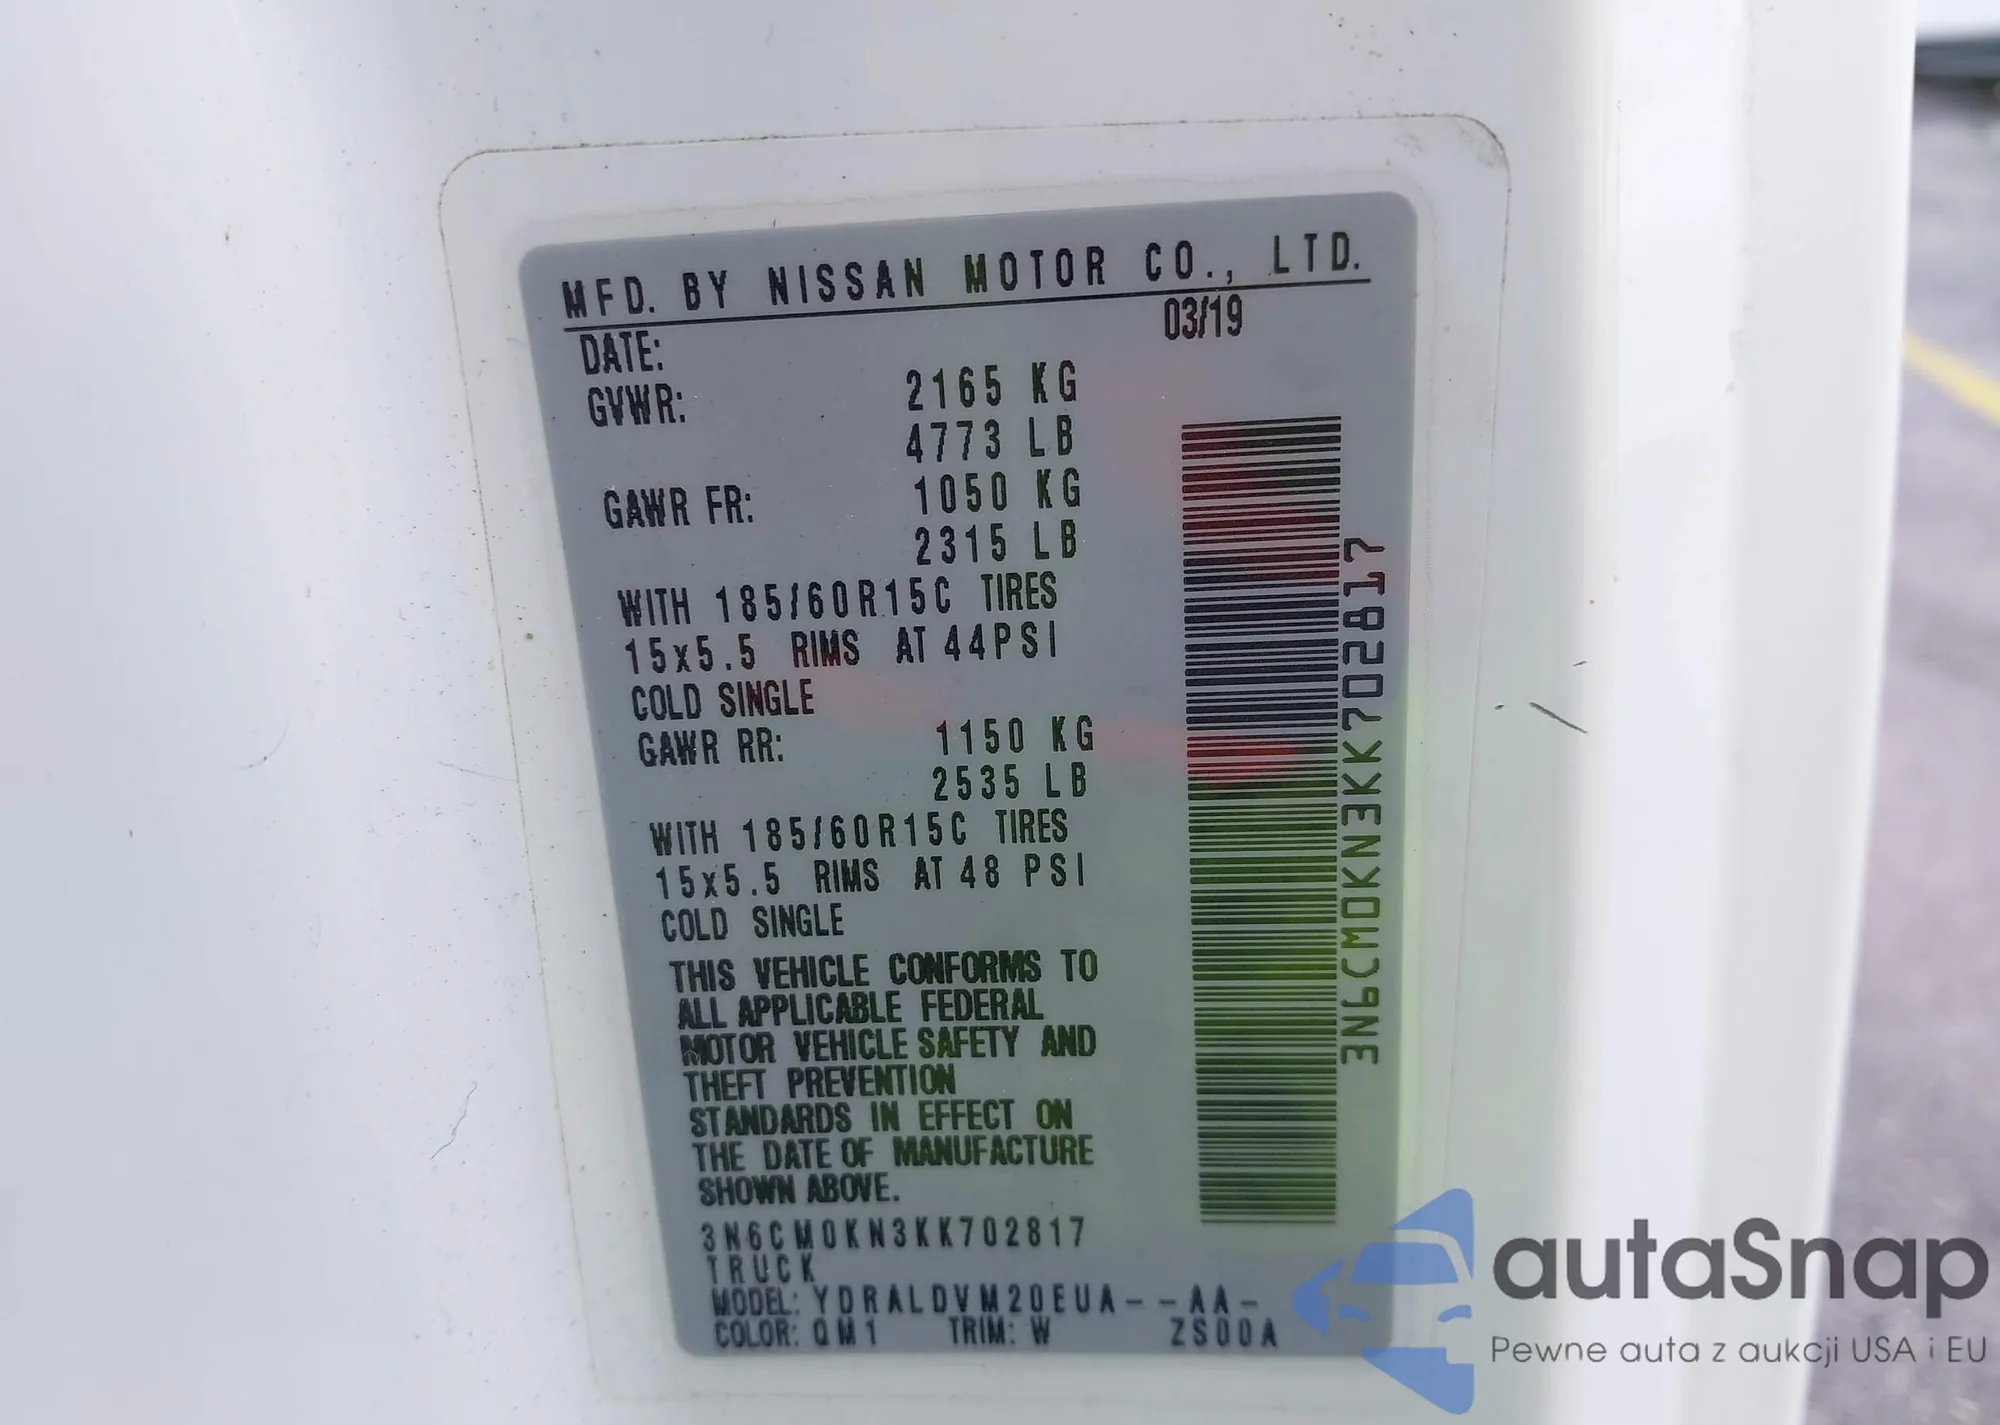 MFD. BY NISSAN MOTOR CO., LTD.
DATE: 03/19
GVWR: 2165 KG
4773 LB
GAWR FR: 1050 KG
2315 LB
WITH 185/60R15C TIRES
15x5.5 RIMS AT 44PSI
COLD SINGLE
GAWR RR: 1150 KG
2535 LB
WITH 185/60R15C TIRES
15x5.5 RIMS AT 48 PSI
COLD SINGLE
THIS VEHICLE CONFORMS TO
ALL APPLICABLE FEDERAL
MOTOR VEHICLE SAFETY AND
THEFT PREVENTION
STANDARDS IN EFFECT ON
THE DATE OF MANUFACTURE
SHOWN ABOVE.
3N6CM0KN3KK702817
TRUCK
MODEL: YDRALDVM20EUA--AA-
COLOR: QM1 TRIM: W ZS00A
3N6CM0KN3KK702817
autaSnap
Pewne auta z aukcji USA i EU